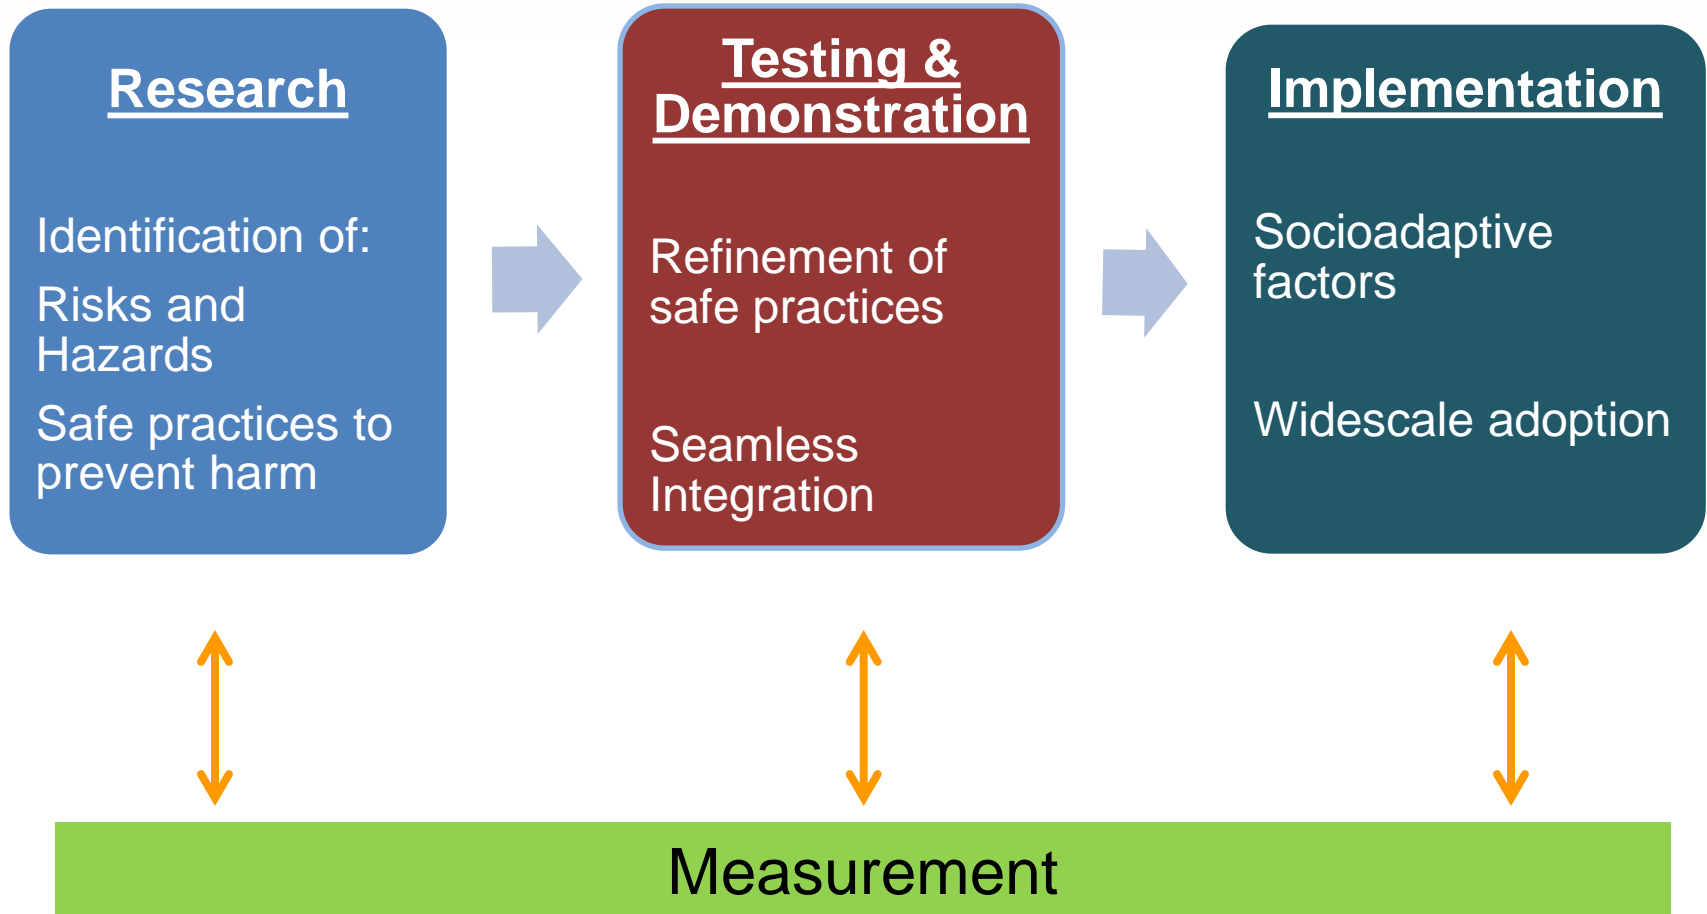 Research
Identification of:
Risks and
Hazards
Safe practices to
prevent harm
Testing &
Demonstration
Refinement of
safe practices
Seamless
Integration
Implementation
Socioadaptive
factors
Widescale adoption
Measurement